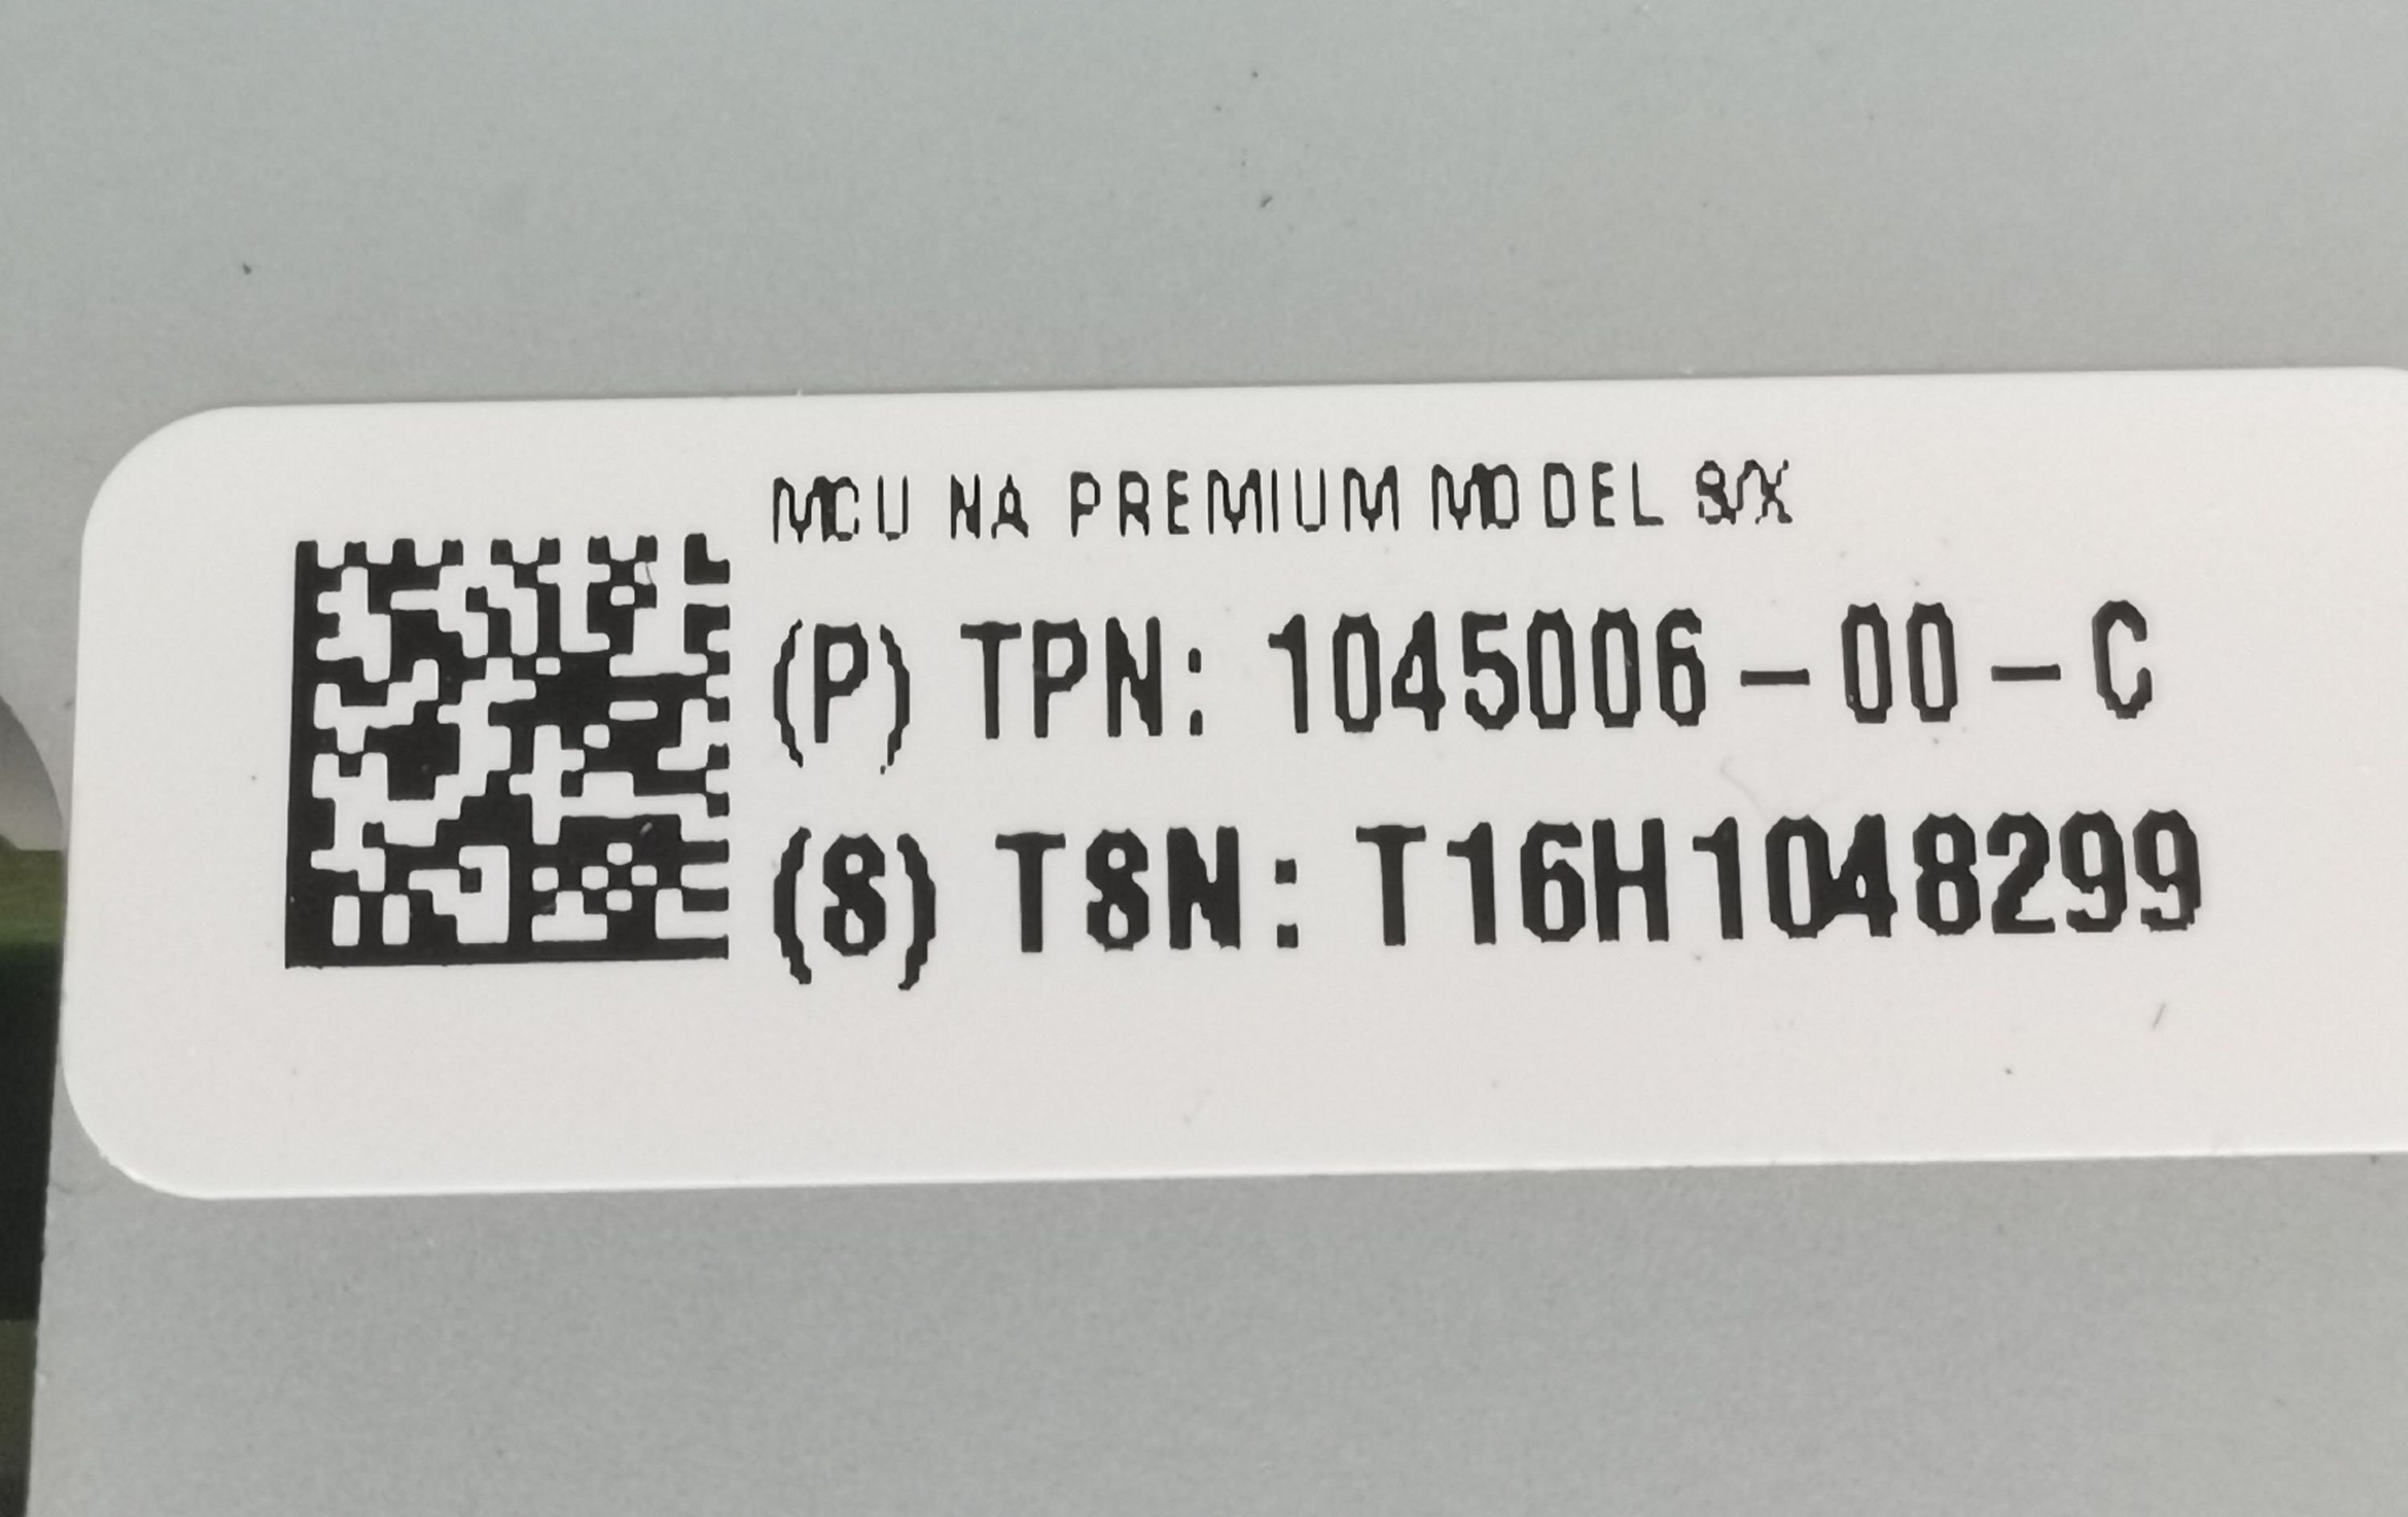 MCU NA PREMIUM MODEL S/X
(P) TPN: 1045006-00-C
(S) TSN: T16H1048299